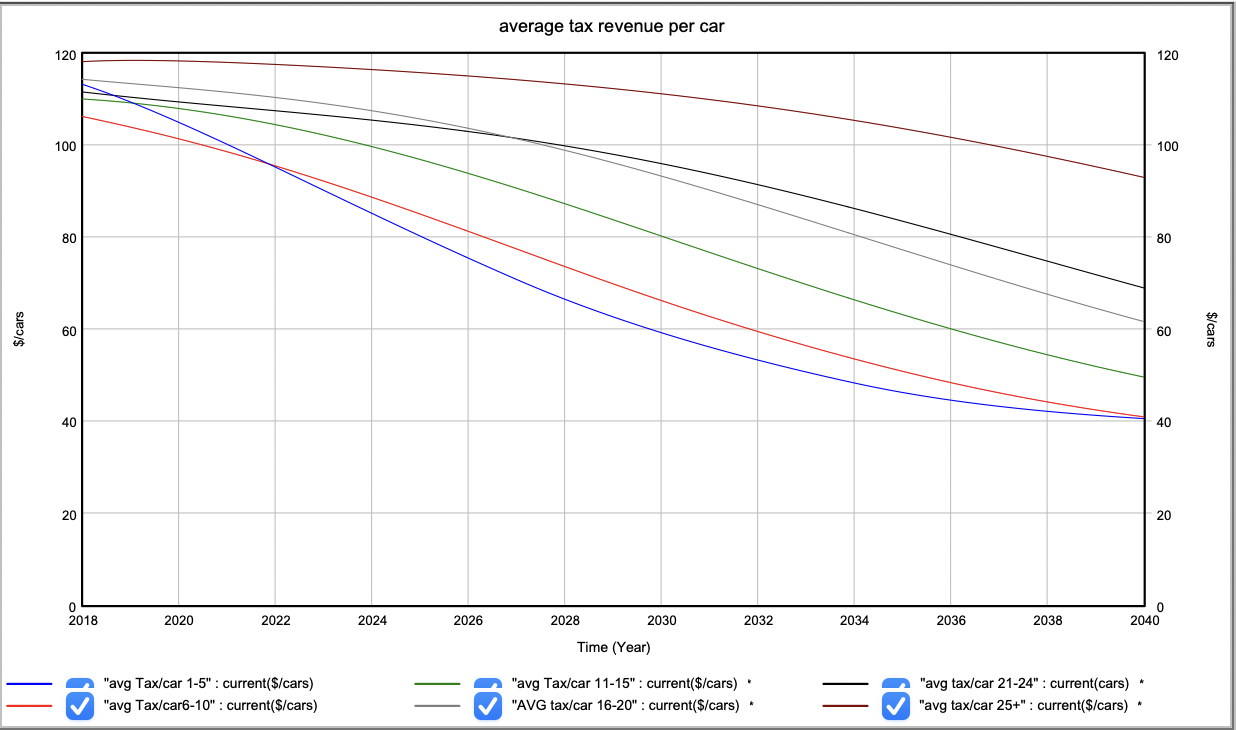 average tax revenue per car
120 120
100 100
80 80
$/cars $/cars
60 60
40 40
20 20
0 0
2018 2020 2022 2024 2026 2028 2030 2032 2034 2036 2038 2040
Time (Year)
"avg Tax/car 1-5" : current($/cars) "avg Tax/car 11-15" : current($/cars) * "avg tax/car 21-24" : current(cars) *
"avg Tax/car6-10" : current($/cars) "AVG tax/car 16-20" : current($/cars) * "avg tax/car 25+" : current($/cars) *